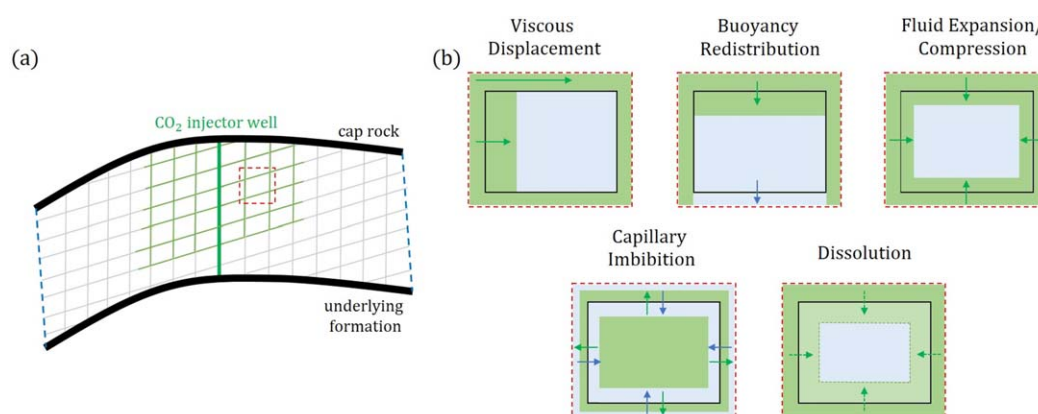 (a)
CO₂ injector well
cap rock
underlying
formation
(b)
Viscous
Displacement
Buoyancy
Redistribution
Fluid Expansion/
Compression
Capillary
Imbibition
Dissolution